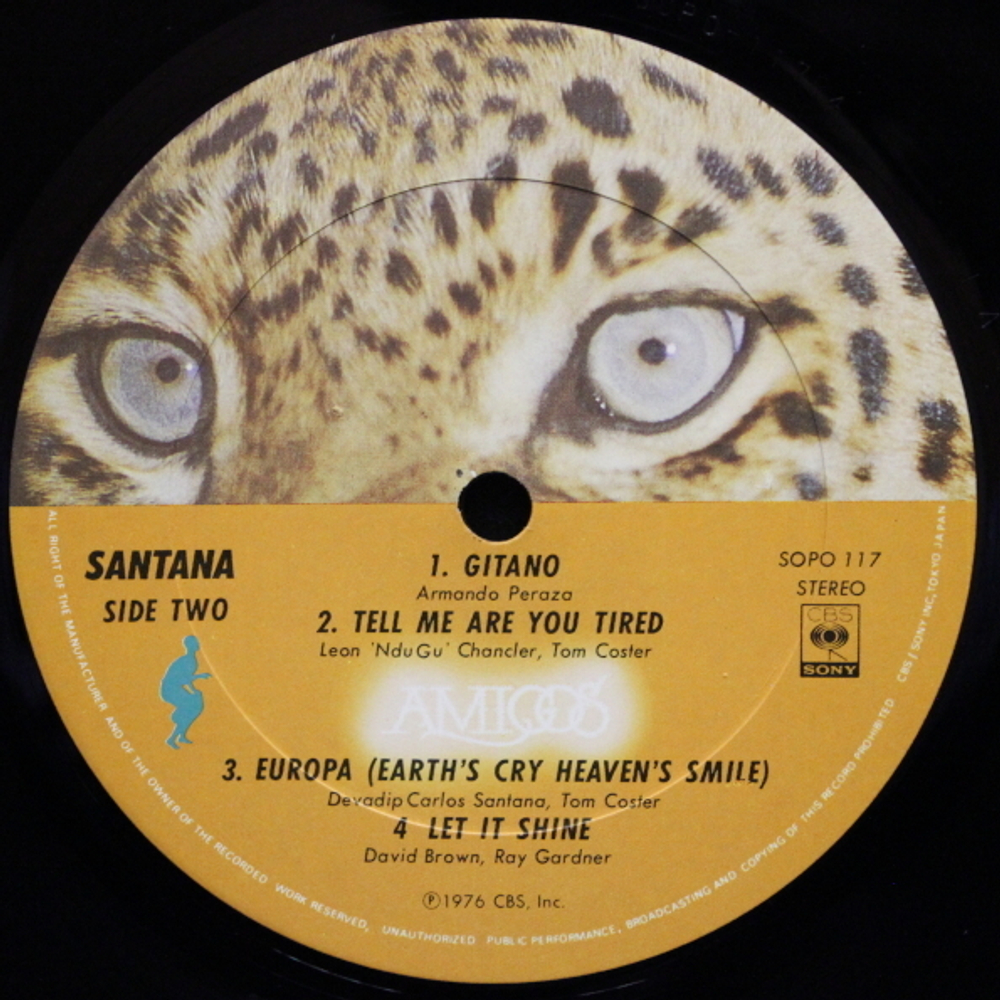 SANTANA
SIDE TWO
1. GITANO
Armando Peraza
2. TELL ME ARE YOU TIRED
Leon 'NduGu' Chancler, Tom Coster
AMIGOS
3. EUROPA (EARTH'S CRY HEAVEN'S SMILE)
Devadip Carlos Santana, Tom Coster
4 LET IT SHINE
David Brown, Ray Gardner
℗1976 CBS, Inc.
SOPO 117
STEREO
CBS
SONY
ALL RIGHT OF THE MANUFACTURER AND OF THE OWNER OF THE RECORDED WORK RESERVED, UNAUTHORIZED PUBLIC PERFORMANCE, BROADCASTING AND COPYING OF THIS RECORD PROHIBITED CBS / SONY INC, TOKYO JAPAN